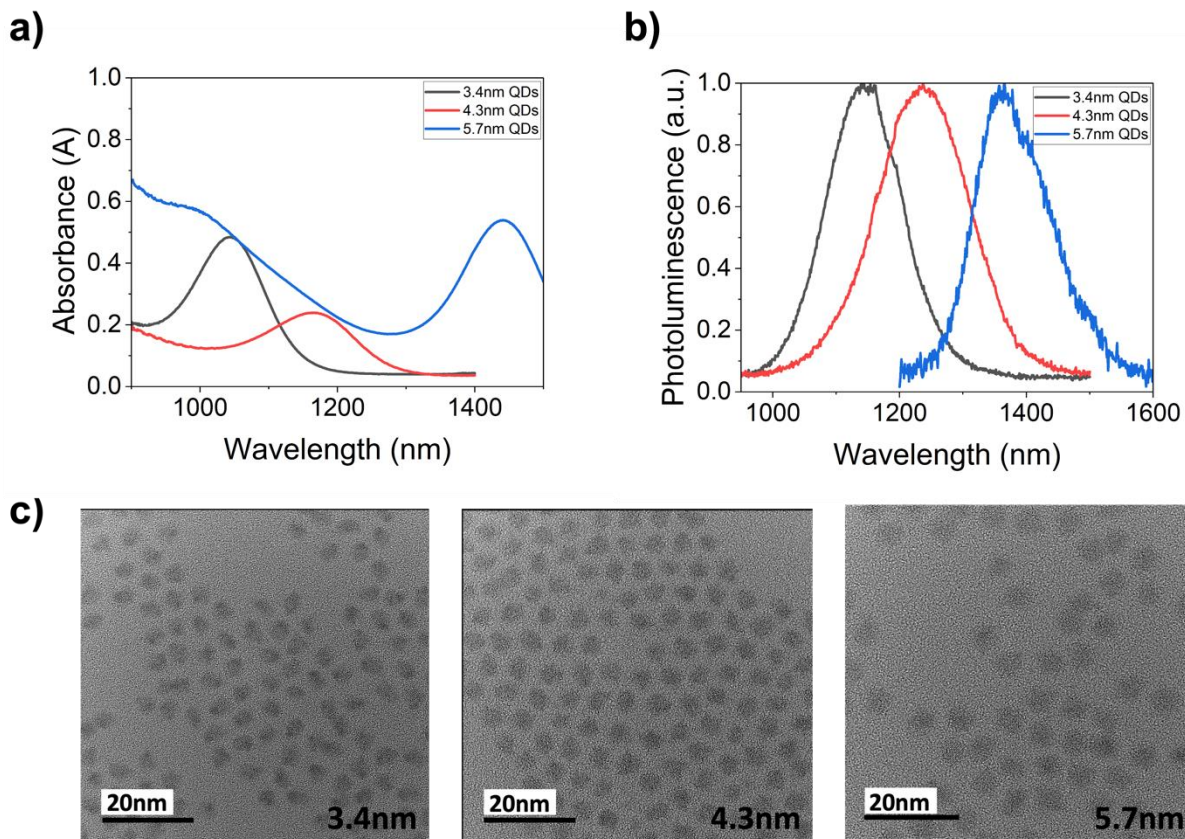 a)
Absorbance (A)
1.0
0.8
0.6
0.4
0.2
0.0
3.4nm QDs
4.3nm QDs
5.7nm QDs
1000 1200 1400
Wavelength (nm)
b)
Photoluminescence (a.u.)
1.0
0.8
0.6
0.4
0.2
0.0
3.4nm QDs
4.3nm QDs
5.7nm QDs
1000 1200 1400 1600
Wavelength (nm)
c)
20nm 3.4nm
20nm 4.3nm
20nm 5.7nm